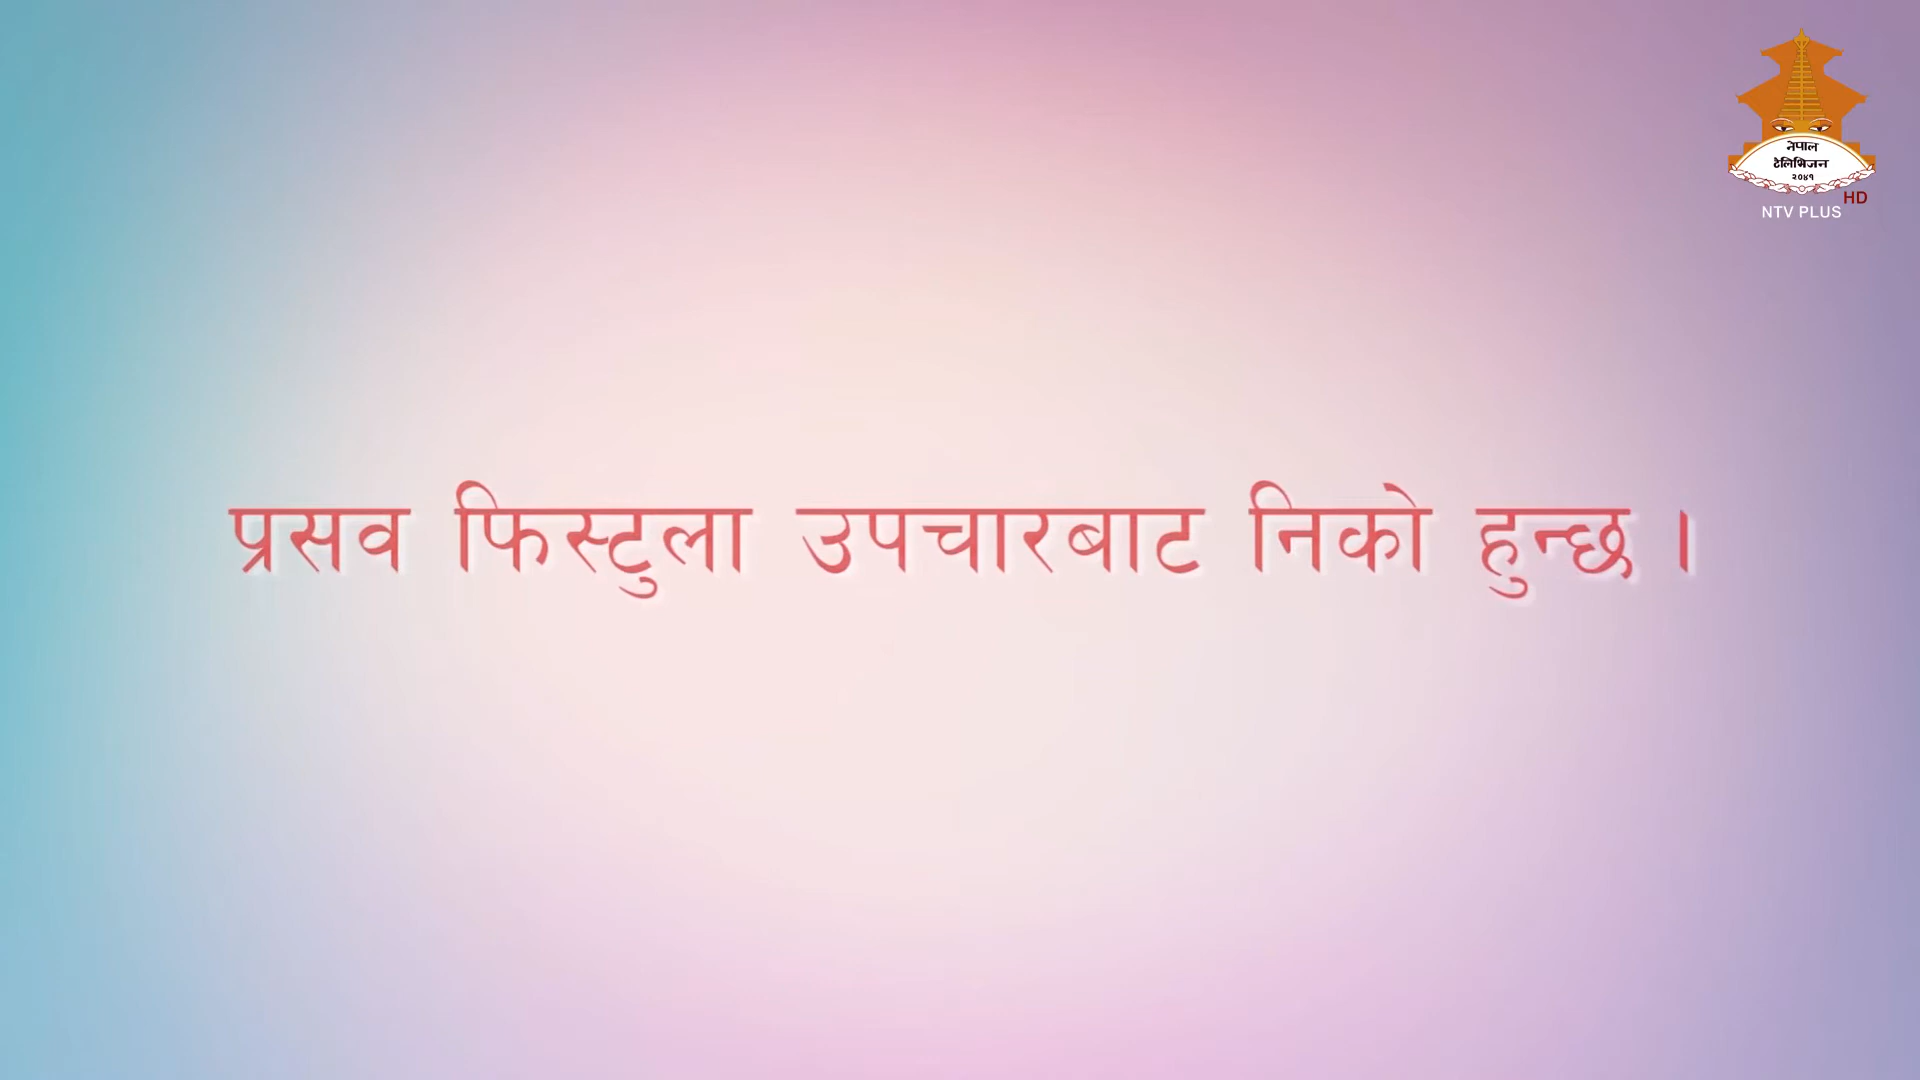 नेपाल
टेलिभिजन
२०४१
HD
NTV PLUS
प्रसव फिस्टुला उपचारबाट निको हुन्छ ।